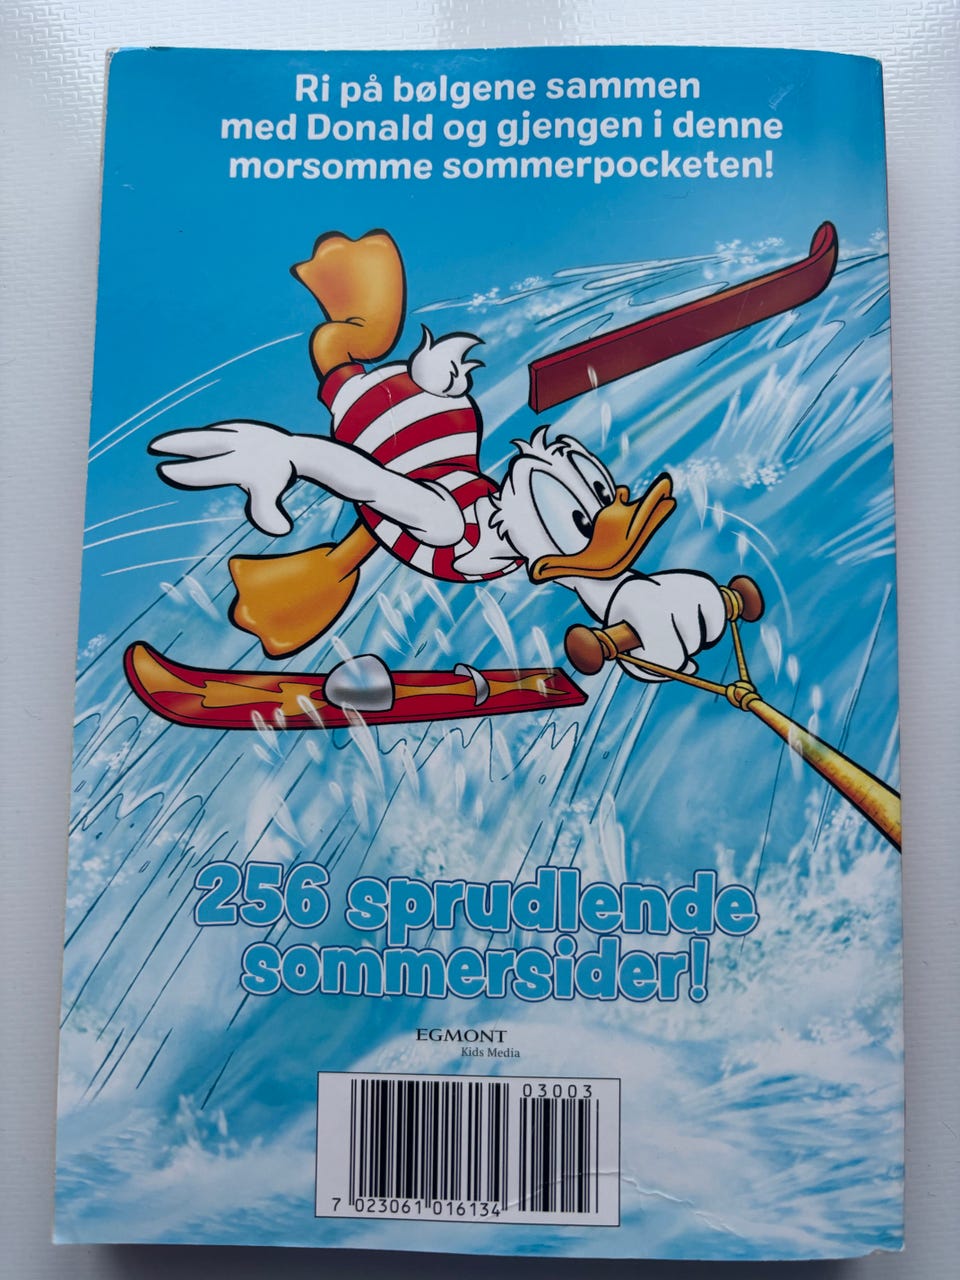 Ri på bølgene sammen
med Donald og gjengen i denne
morsomme sommerpocketen!
256 sprudlende
sommersider!
EGMONT
Kids Media
03003
7 023061 016134